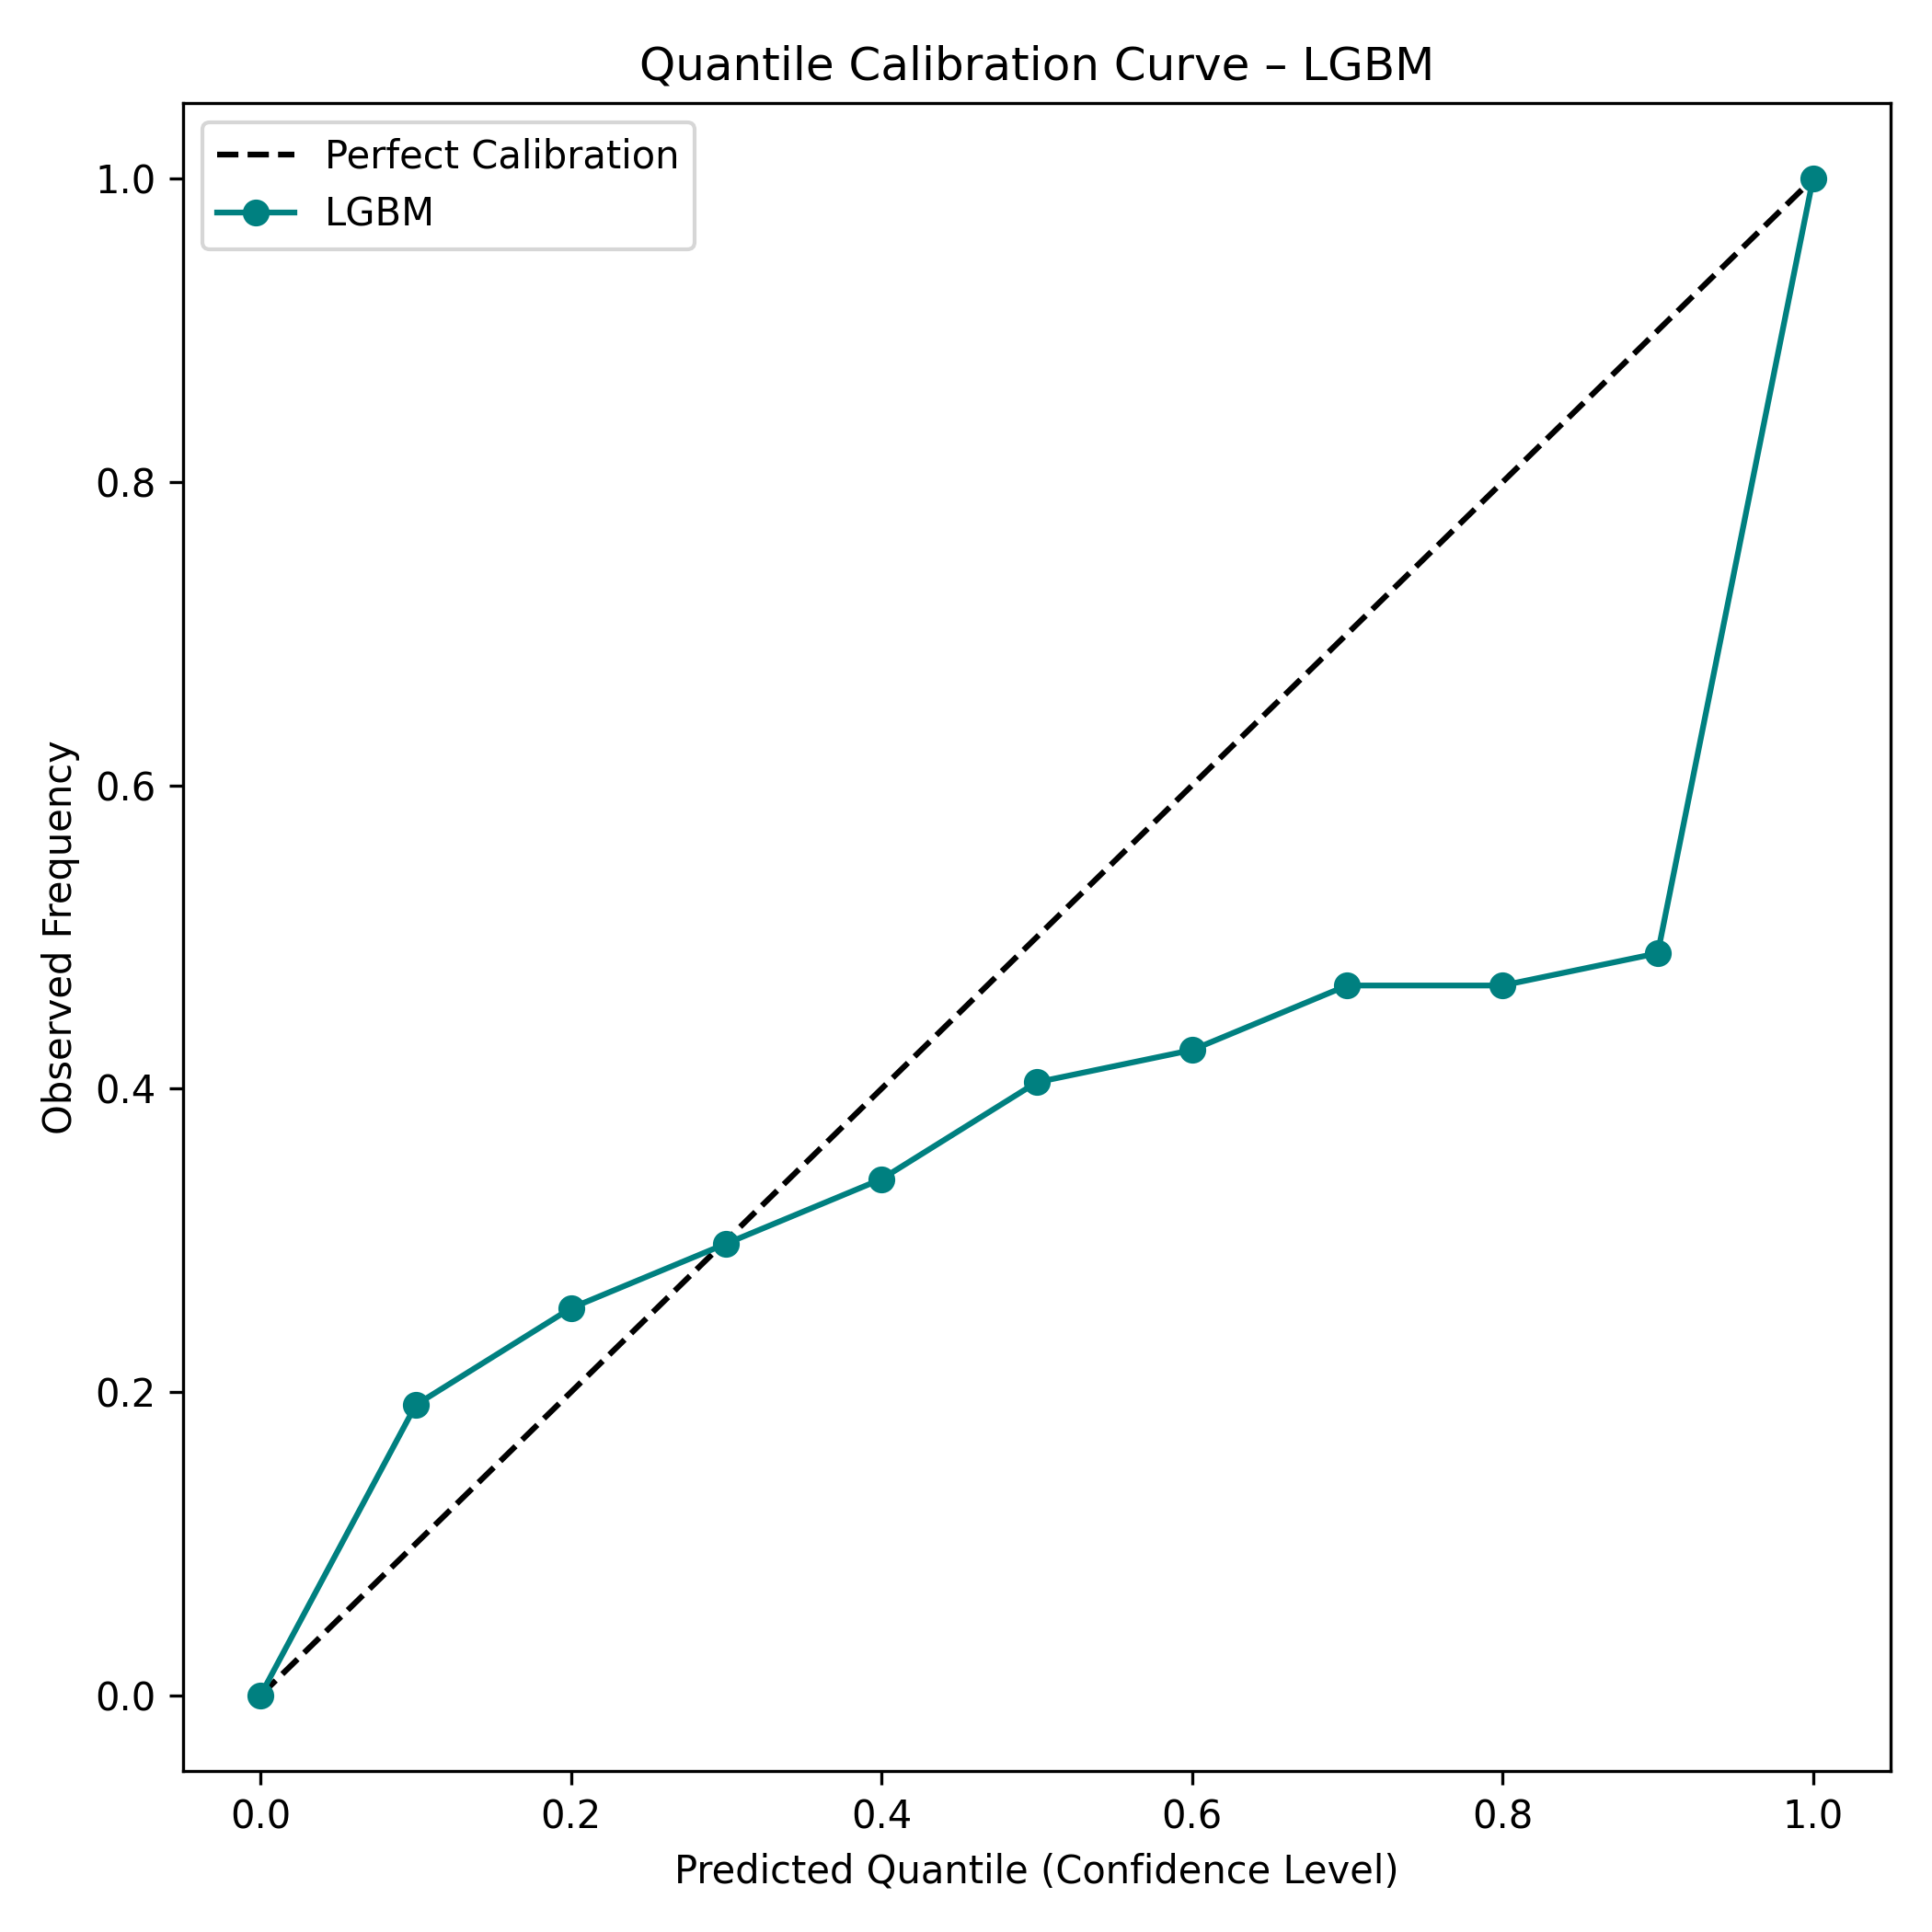 Quantile Calibration Curve – LGBM
Perfect Calibration
LGBM
1.0
0.8
0.6
0.4
0.2
0.0
Observed Frequency
0.0 0.2 0.4 0.6 0.8 1.0
Predicted Quantile (Confidence Level)